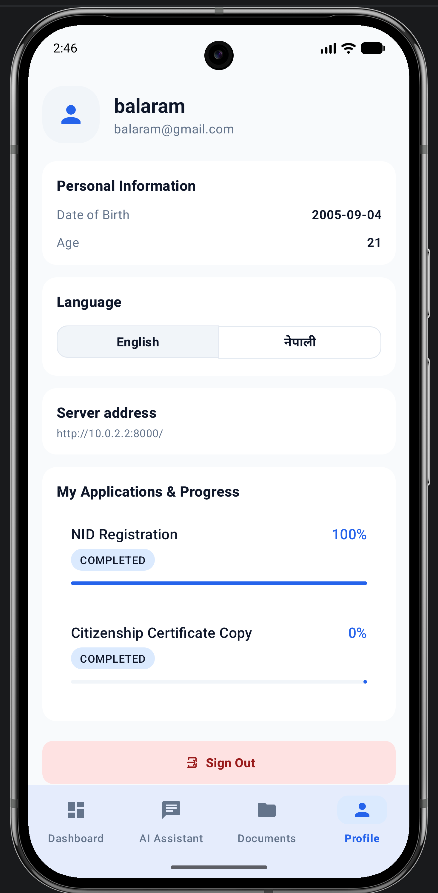 2:46
balaram
balaram@gmail.com
Personal Information
Date of Birth 2005-09-04
Age 21
Language
English नेपाली
Server address
http://10.0.2.2:8000/
My Applications & Progress
NID Registration 100%
COMPLETED
Citizenship Certificate Copy 0%
COMPLETED
Sign Out
Dashboard AI Assistant Documents Profile